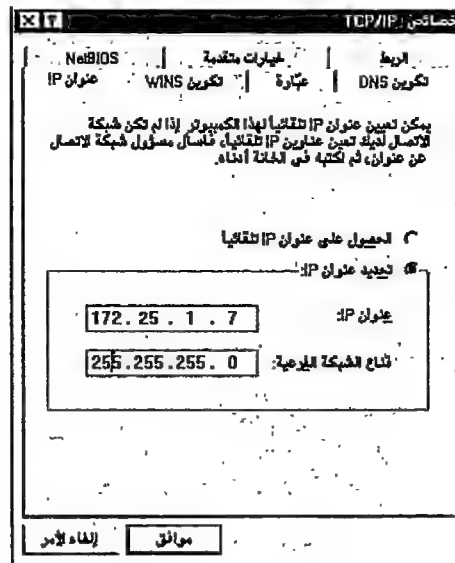 خصائص TCP/IP
الربط خيارات متقدمة NetBIOS
تكوين DNS عبّارة تكوين WINS عنوان IP
يمكن تعيين عنوان IP تلقائياً لهذا الكمبيوتر. إذا لم تكن شبكة
الاتصال لديك تعين عناوين IP تلقائياً، فاسأل مسؤول شبكة الاتصال
عن عنوان، ثم اكتبه في الخانة أدناه.
الحصول على عنوان IP تلقائياً
تحديد عنوان IP:
عنوان IP: 172.25.1.7
قناع الشبكة الفرعية: 255.255.255.0
موافق إلغاء الأمر